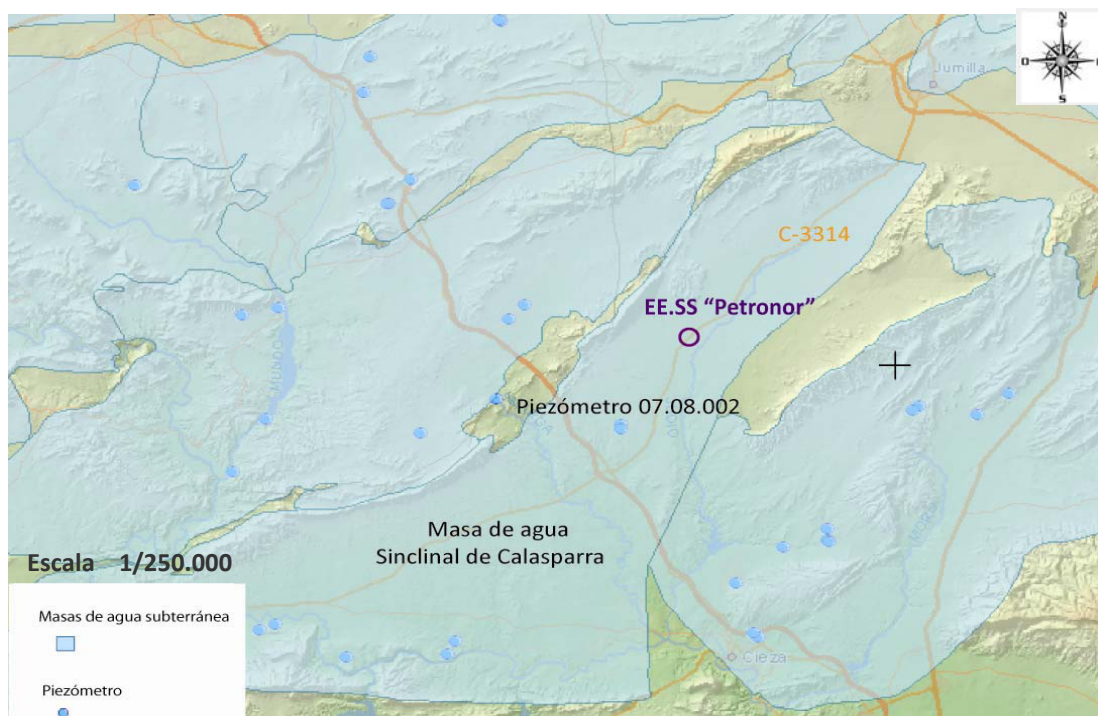 N
O
S
Jumilla
C-3314
EE.SS “Petronor”
MUNDO
Piezómetro 07.08.002
Masa de agua
Sinclinal de Calasparra
Escala 1/250.000
Masas de agua subterránea
Cieza
Piezómetro